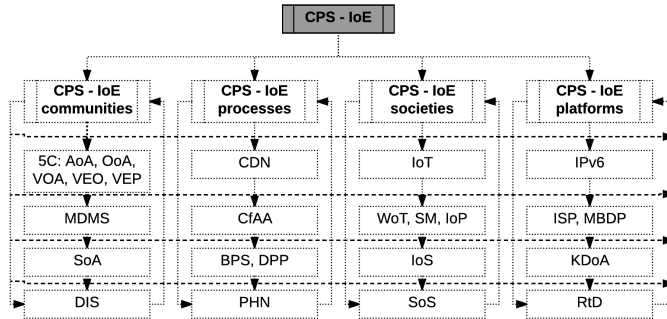 CPS - IoE
CPS - IoE
communities
CPS - IoE
processes
CPS - IoE
societies
CPS - IoE
platforms
5C: AoA, OoA,
VOA, VEO, VEP
CDN
IoT
IPv6
MDMS
CfAA
WoT, SM, IoP
ISP, MBDP
SoA
BPS, DPP
IoS
KDoA
DIS
PHN
SoS
RtD